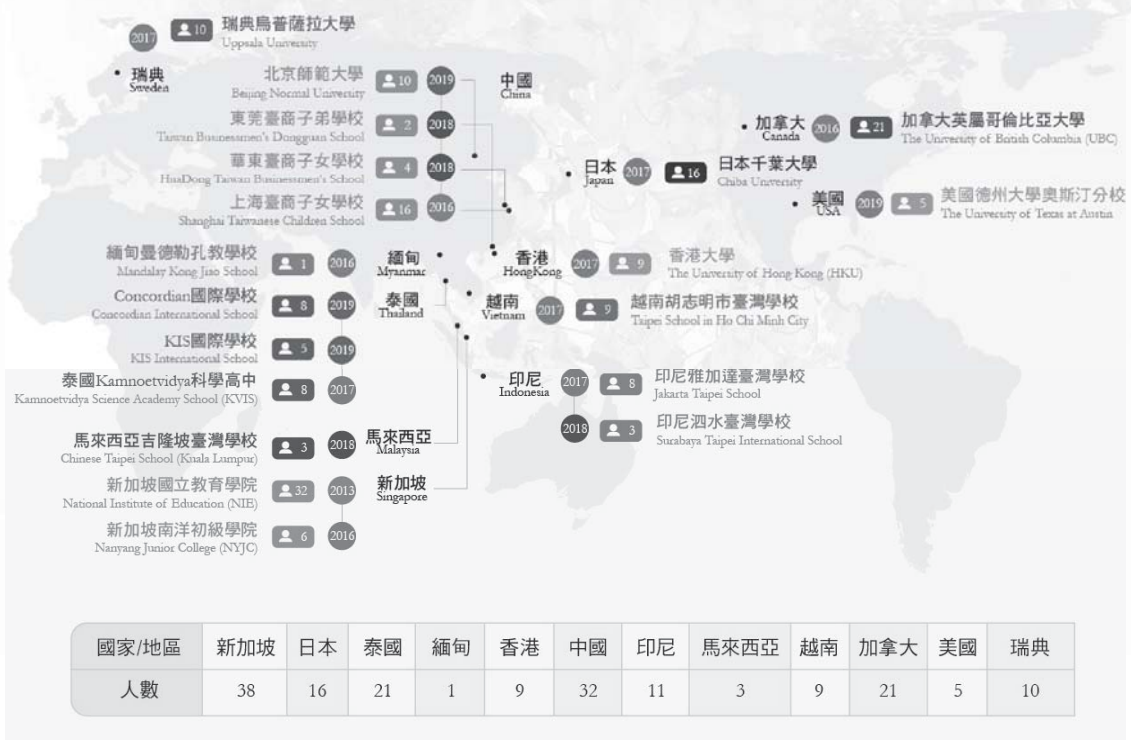 2017 10 瑞典烏普薩拉大學
Uppsala University
瑞典
Sweden
北京師範大學 10 2019
Beijing Normal University
中國
China
東莞臺商子弟學校 2 2018
Taiwan Businessmen's Dongguan School
華東臺商子女學校 4 2018
HuaDong Taiwan Businessmen's School
上海臺商子女學校 16 2016
Shanghai Taiwanese Children School
加拿大 2016 21 加拿大英屬哥倫比亞大學
Canada The University of British Columbia (UBC)
日本 2017 16 日本千葉大學
Japan Chiba University
美國 2019 5 美國德州大學奧斯汀分校
USA The University of Texas at Austin
緬甸曼德勒孔教學校 1 2016 緬甸
Mandalay Kong Jiao School Myanmar
香港 2017 9 香港大學
HongKong The University of Hong Kong (HKU)
Concordian國際學校 8 2019 泰國
Concordian International School Thailand
越南 2017 9 越南胡志明市臺灣學校
Vietnam Taipei School in Ho Chi Minh City
KIS國際學校 5 2019
KIS International School
泰國Kamnoetvidya科學高中 8 2017
Kamnoetvidya Science Academy School (KVIS)
印尼 2017 8 印尼雅加達臺灣學校
Indonesia Jakarta Taipei School
2018 3 印尼泗水臺灣學校
Surabaya Taipei International School
馬來西亞吉隆坡臺灣學校 3 2018 馬來西亞
Chinese Taipei School (Kuala Lumpur) Malaysia
新加坡國立教育學院 32 2013 新加坡
National Institute of Education (NIE) Singapore
新加坡南洋初級學院 6 2016
Nanyang Junior College (NYJC)
國家/地區 新加坡 日本 泰國 緬甸 香港 中國 印尼 馬來西亞 越南 加拿大 美國 瑞典
人數 38 16 21 1 9 32 11 3 9 21 5 10